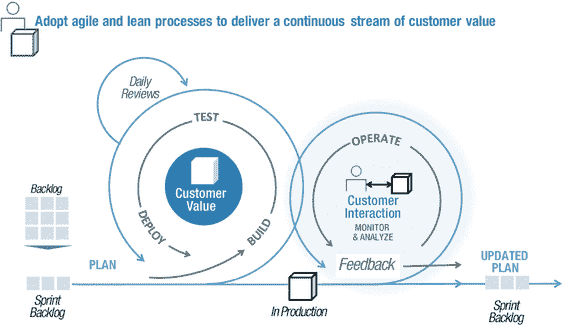 Adopt agile and lean processes to deliver a continuous stream of customer value
Daily
Reviews
TEST
Customer
Value
DEPLOY
BUILD
OPERATE
Customer
Interaction
MONITOR
& ANALYZE
Feedback
Backlog
PLAN
Sprint
Backlog
In Production
UPDATED
PLAN
Sprint
Backlog